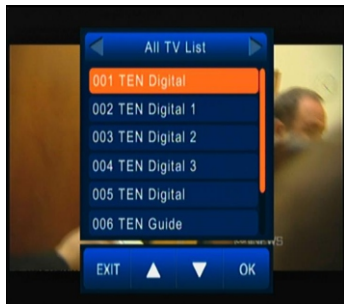 All TV List
001 TEN Digital
002 TEN Digital 1
003 TEN Digital 2
004 TEN Digital 3
005 TEN Digital
006 TEN Guide
EXIT
OK